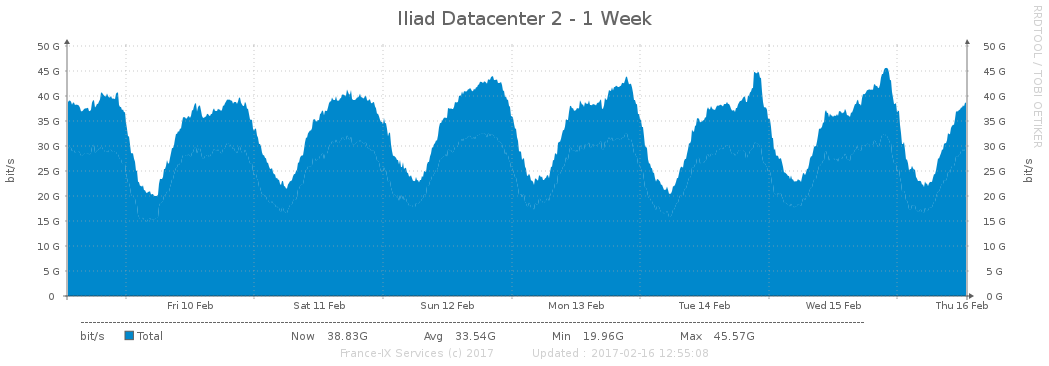 Iliad Datacenter 2 - 1 Week
RRDTOOL / TOBI OETIKER
50 G 50 G
45 G 45 G
40 G 40 G
35 G 35 G
30 G 30 G
25 G 25 G
20 G 20 G
15 G 15 G
10 G 10 G
5 G 5 G
0 0 G
bit/s bit/s
Fri 10 Feb Sat 11 Feb Sun 12 Feb Mon 13 Feb Tue 14 Feb Wed 15 Feb Thu 16 Feb
bit/s Total Now 38.83G Avg 33.54G Min 19.96G Max 45.57G
France-IX Services (c) 2017 Updated : 2017-02-16 12:55:08